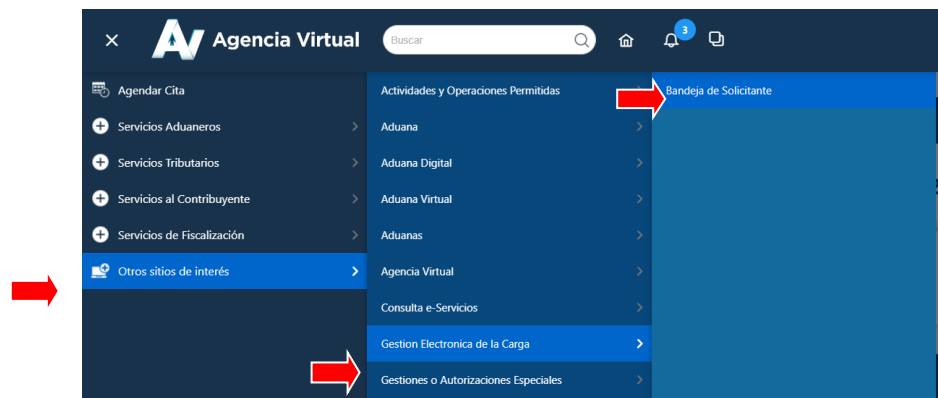 Agencia Virtual
Buscar
3
Agendar Cita
Servicios Aduaneros
Servicios Tributarios
Servicios al Contribuyente
Servicios de Fiscalización
Otros sitios de interés
Actividades y Operaciones Permitidas
Aduana
Aduana Digital
Aduana Virtual
Aduanas
Agencia Virtual
Consulta e-Servicios
Gestion Electronica de la Carga
Gestiones o Autorizaciones Especiales
Bandeja de Solicitante